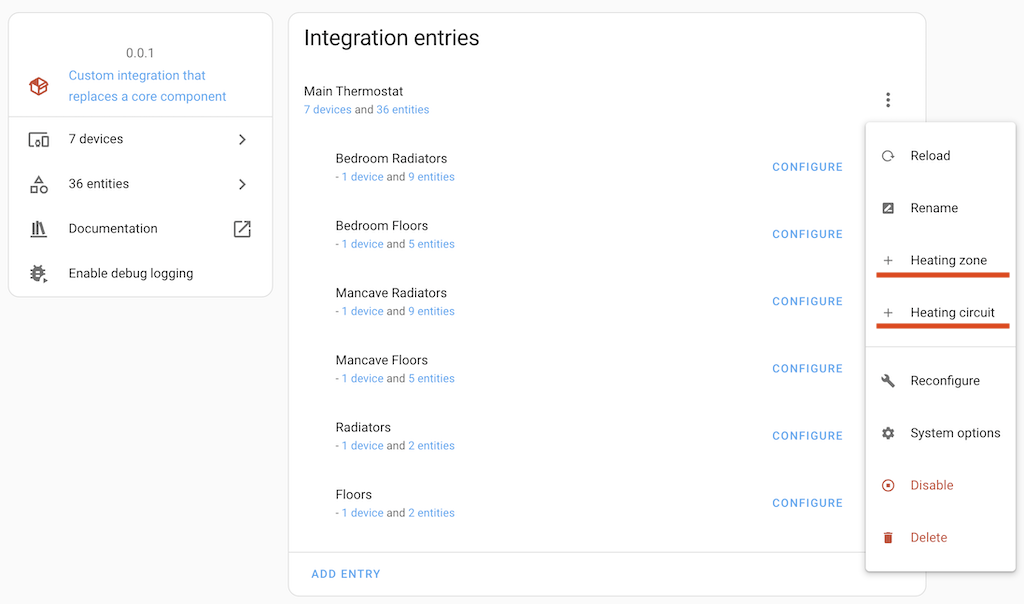 0.0.1
Custom integration that
replaces a core component
7 devices
36 entities
Documentation
Enable debug logging
Integration entries
Main Thermostat
7 devices and 36 entities
Bedroom Radiators
- 1 device and 9 entities
CONFIGURE
Bedroom Floors
- 1 device and 5 entities
CONFIGURE
Mancave Radiators
- 1 device and 9 entities
CONFIGURE
Mancave Floors
- 1 device and 5 entities
CONFIGURE
Radiators
- 1 device and 2 entities
CONFIGURE
Floors
- 1 device and 2 entities
CONFIGURE
ADD ENTRY
Reload
Rename
Heating zone
Heating circuit
Reconfigure
System options
Disable
Delete